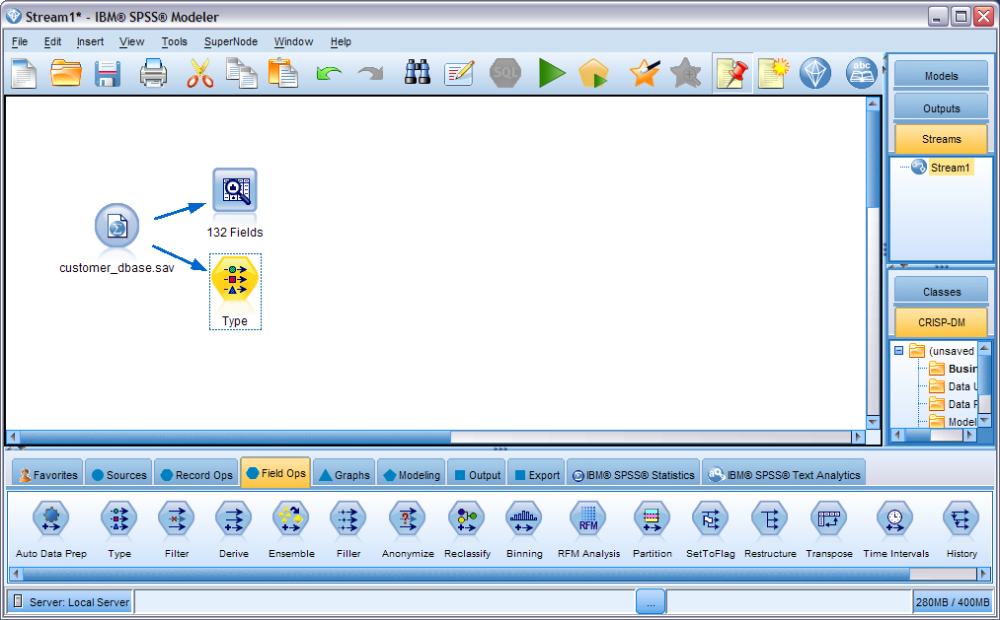 Stream1* - IBM® SPSS® Modeler
File Edit Insert View Tools SuperNode Window Help
SQL
abc
Models
Outputs
Streams
Stream1
132 Fields
customer_dbase.sav
Type
Classes
CRISP-DM
(unsaved
Busin
Data U
Data P
Model
Favorites Sources Record Ops Field Ops Graphs Modeling Output Export IBM® SPSS® Statistics IBM® SPSS® Text Analytics
RFM
Auto Data Prep Type Filter Derive Ensemble Filler Anonymize Reclassify Binning RFM Analysis Partition SetToFlag Restructure Transpose Time Intervals History
Server: Local Server ... 280MB / 400MB